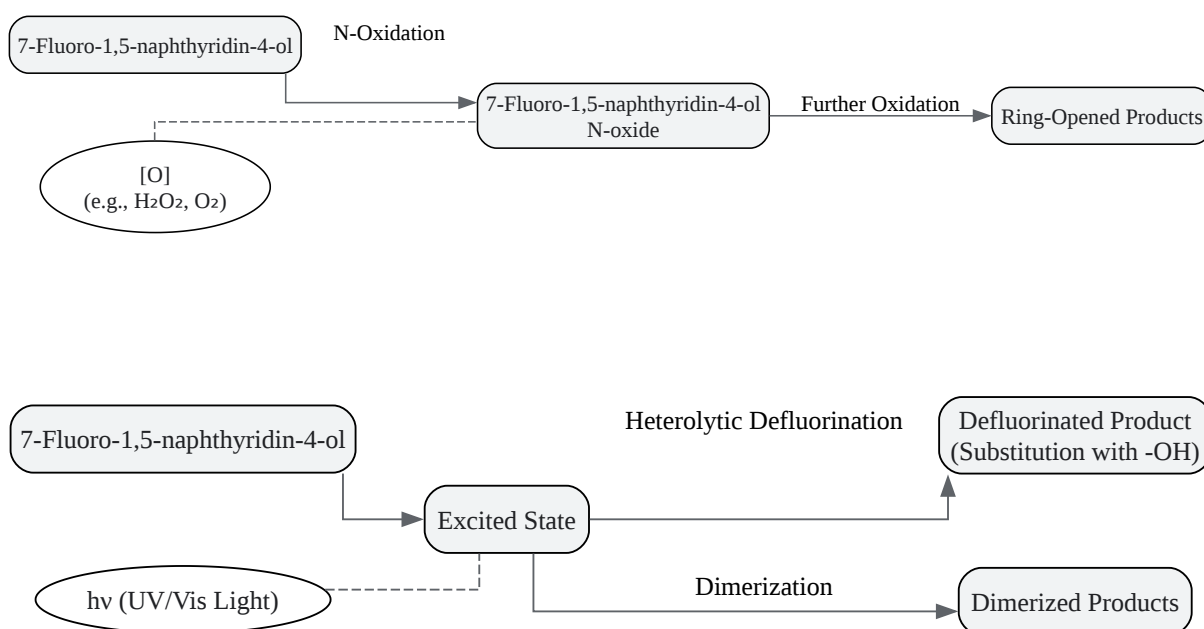 7-Fluoro-1,5-naphthyridin-4-ol
N-Oxidation
7-Fluoro-1,5-naphthyridin-4-ol
N-oxide
Further Oxidation
Ring-Opened Products
[O]
(e.g., H₂O₂, O₂)
7-Fluoro-1,5-naphthyridin-4-ol
Heterolytic Defluorination
Defluorinated Product
(Substitution with -OH)
Excited State
hν (UV/Vis Light)
Dimerization
Dimerized Products